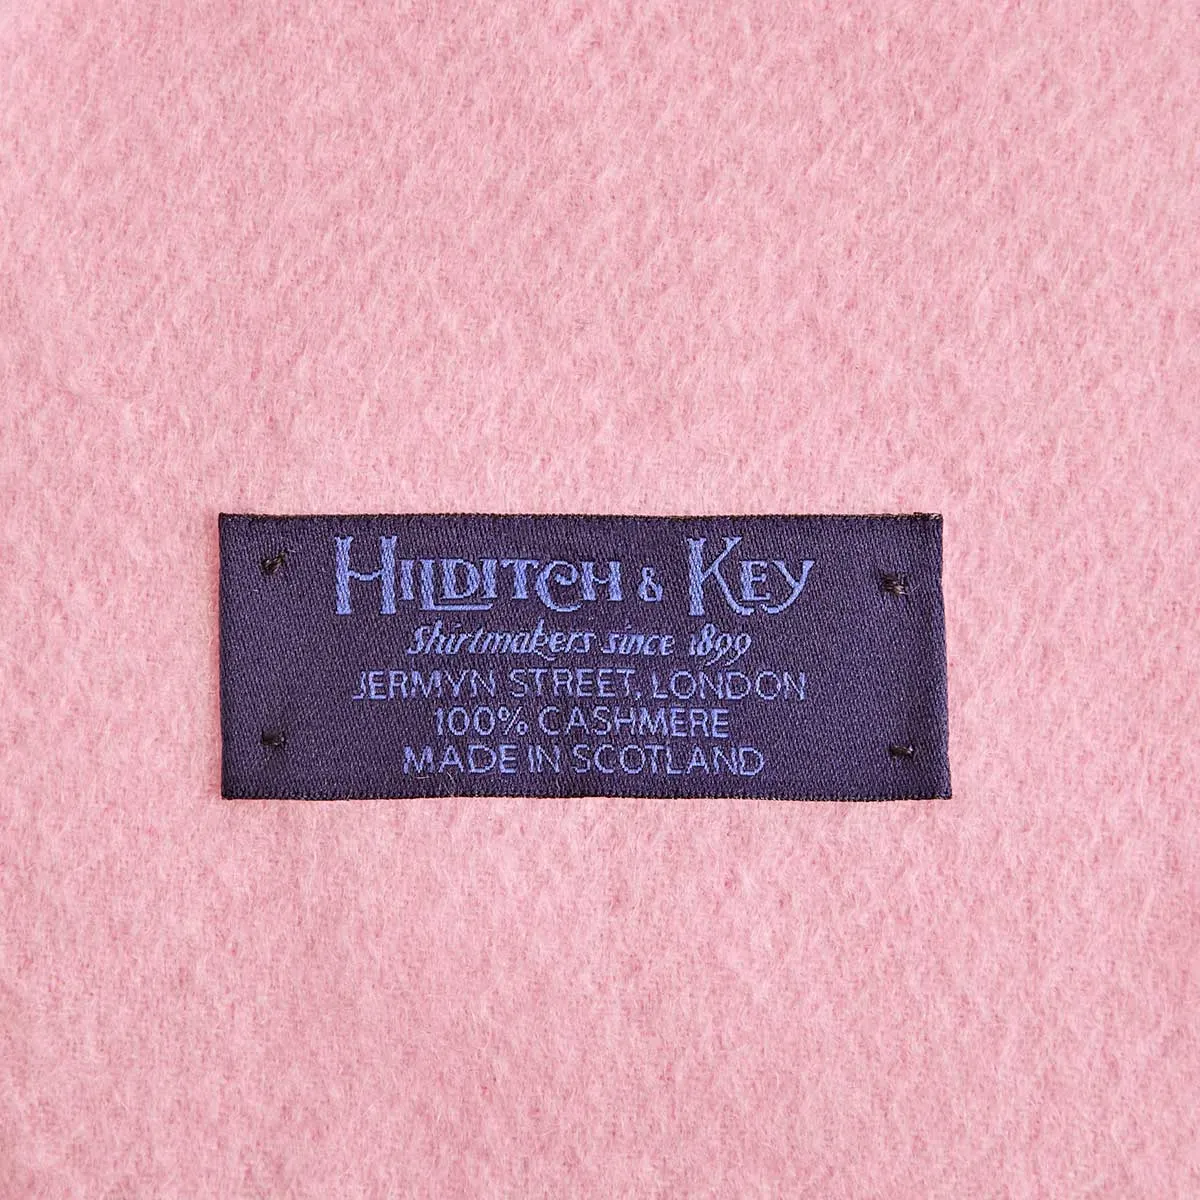 HILDITCH & KEY
Shirtmakers since 1899
JERMYN STREET, LONDON
100% CASHMERE
MADE IN SCOTLAND